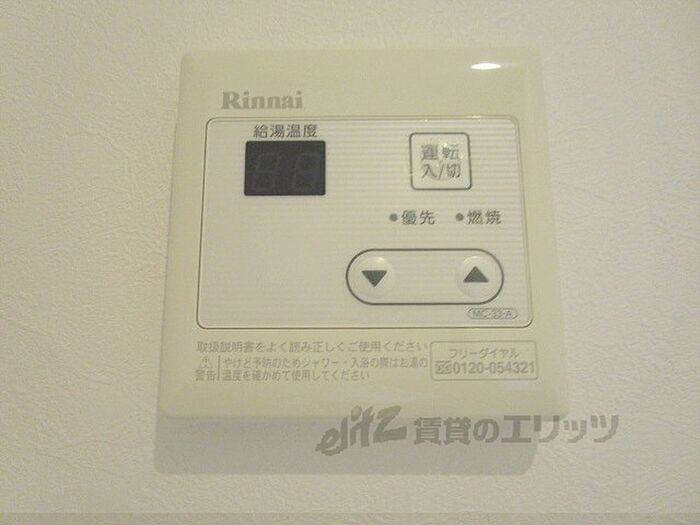 Rinnai
給湯温度
運転
入/切
優先 燃焼
MC-33-A
取扱説明書をよく読み正しくご使用ください
警告
やけど予防のためシャワー・入浴の際はお湯の
温度を確かめて使用してください
フリーダイヤル
0120-054321
elitz 賃貸のエリッツ